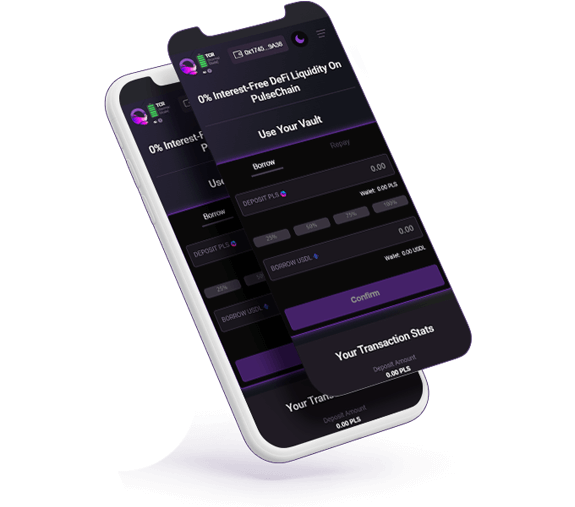 TCR
0x1740...9A36
0% Interest-Free DeFi Liquidity On
PulseChain
Use Your Vault
Borrow
Repay
DEPOSIT PLS
0.00
Wallet: 0.00 PLS
25%
50%
75%
100%
BORROW USDL
0.00
Wallet: 0.00 USDL
Confirm
Your Transaction Stats
Deposit Amount
0.00 PLS
TCR
0% Interest-F
Use
Borrow
DEPOSIT PLS
25%
BORROW USDL
Your Tran
Deposit Amount
0.00 PLS